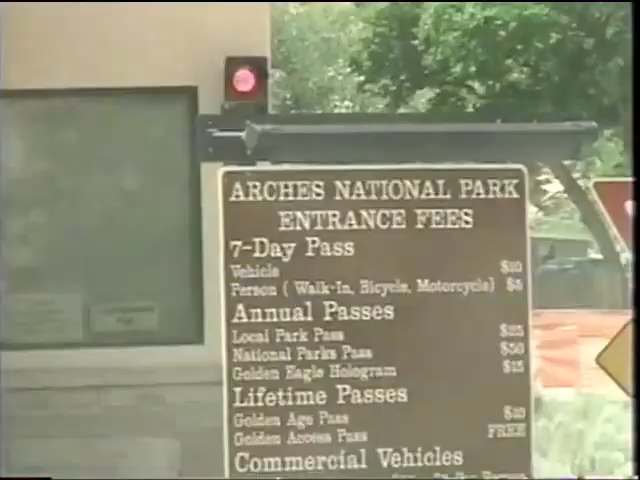 ARCHES NATIONAL PARK
ENTRANCE FEES
7-Day Pass
Vehicle $10
Person ( Walk-In, Bicycle, Motorcycle) $5
Annual Passes
Local Park Pass $25
National Parks Pass $50
Golden Eagle Hologram $15
Lifetime Passes
Golden Age Pass $10
Golden Access Pass FREE
Commercial Vehicles